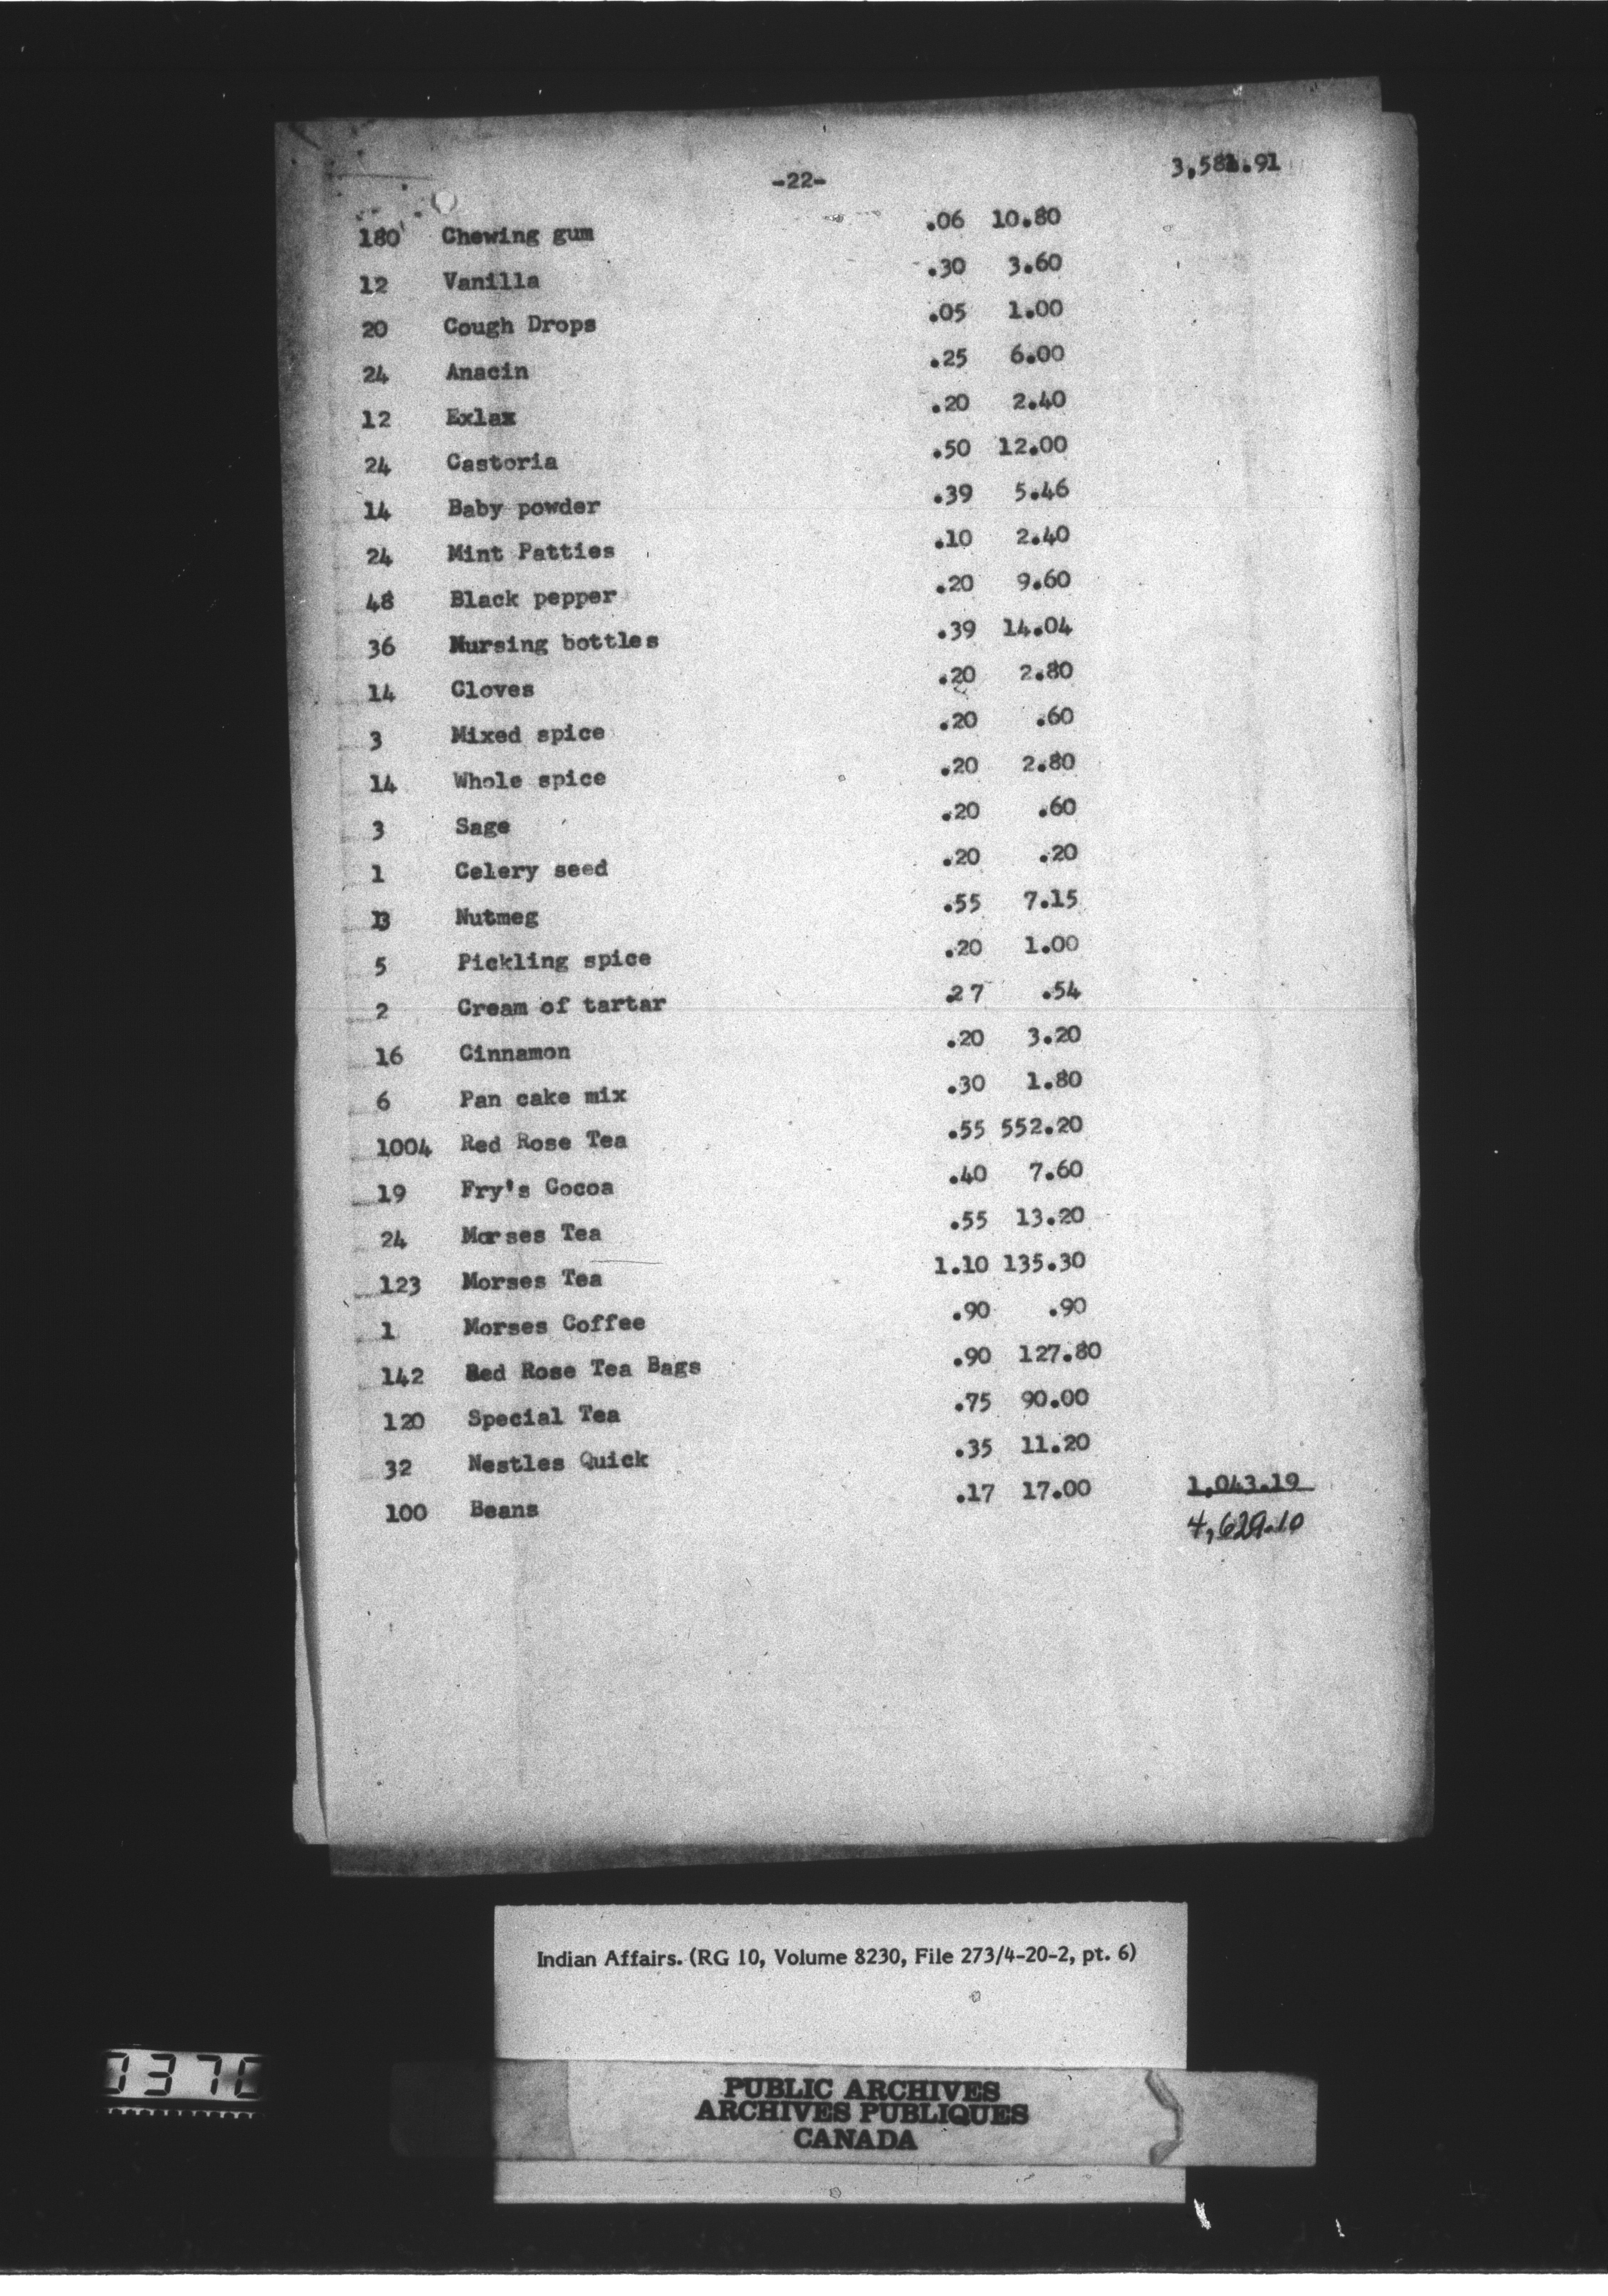 -22-
3,581.91
180 Chewing gum .06 10.80
12 Vanilla .30 3.60
20 Cough Drops .05 1.00
24 Anacin .25 6.00
12 Exlax .20 2.40
24 Castoria .50 12.00
14 Baby powder .39 5.46
24 Mint Patties .10 2.40
48 Black pepper .20 9.60
36 Nursing bottles .39 14.04
14 Cloves .20 2.80
3 Mixed spice .20 .60
14 Whole spice .20 2.80
3 Sage .20 .60
1 Celery seed .20 .20
13 Nutmeg .55 7.15
5 Pickling spice .20 1.00
2 Cream of tartar .27 .54
16 Cinnamon .20 3.20
6 Pan cake mix .30 1.80
1004 Red Rose Tea .55 552.20
19 Fry's Cocoa .40 7.60
24 Morses Tea .55 13.20
123 Morses Tea 1.10 135.30
1 Morses Coffee .90 .90
142 Red Rose Tea Bags .90 127.80
120 Special Tea .75 90.00
32 Nestles Quick .35 11.20
100 Beans .17 17.00 1,043.19
4,629.10
Indian Affairs. (RG 10, Volume 8230, File 273/4-20-2, pt. 6)
0370
PUBLIC ARCHIVES
ARCHIVES PUBLIQUES
CANADA